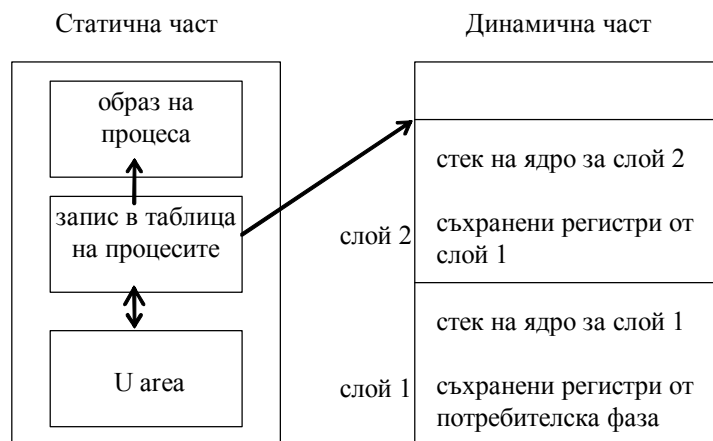 Статична част
образ на
процеса
запис в таблица
на процесите
U area
Динамична част
стек на ядро за слой 2
слой 2
съхранени регистри от
слой 1
стек на ядро за слой 1
слой 1
съхранени регистри от
потребителска фаза